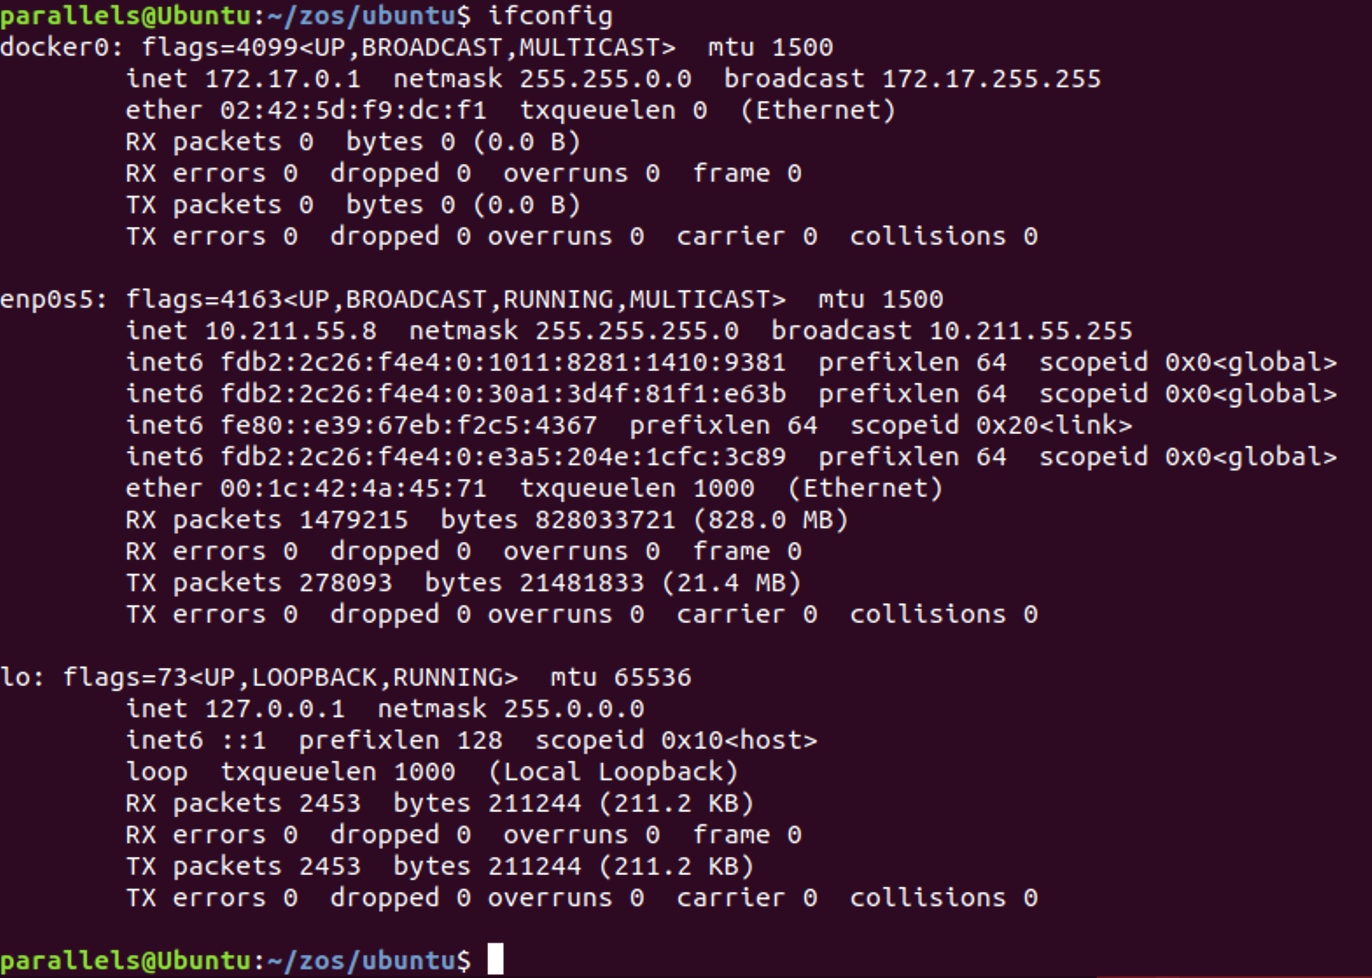 parallels@Ubuntu:~/zos/ubuntu$ ifconfig
docker0: flags=4099<UP,BROADCAST,MULTICAST>  mtu 1500
        inet 172.17.0.1  netmask 255.255.0.0  broadcast 172.17.255.255
        ether 02:42:5d:f9:dc:f1  txqueuelen 0  (Ethernet)
        RX packets 0  bytes 0 (0.0 B)
        RX errors 0  dropped 0  overruns 0  frame 0
        TX packets 0  bytes 0 (0.0 B)
        TX errors 0  dropped 0 overruns 0  carrier 0  collisions 0

enp0s5: flags=4163<UP,BROADCAST,RUNNING,MULTICAST>  mtu 1500
        inet 10.211.55.8  netmask 255.255.255.0  broadcast 10.211.55.255
        inet6 fdb2:2c26:f4e4:0:1011:8281:1410:9381  prefixlen 64  scopeid 0x0<global>
        inet6 fdb2:2c26:f4e4:0:30a1:3d4f:81f1:e63b  prefixlen 64  scopeid 0x0<global>
        inet6 fe80::e39:67eb:f2c5:4367  prefixlen 64  scopeid 0x20<link>
        inet6 fdb2:2c26:f4e4:0:e3a5:204e:1cfc:3c89  prefixlen 64  scopeid 0x0<global>
        ether 00:1c:42:4a:45:71  txqueuelen 1000  (Ethernet)
        RX packets 1479215  bytes 828033721 (828.0 MB)
        RX errors 0  dropped 0  overruns 0  frame 0
        TX packets 278093  bytes 21481833 (21.4 MB)
        TX errors 0  dropped 0 overruns 0  carrier 0  collisions 0

lo: flags=73<UP,LOOPBACK,RUNNING>  mtu 65536
        inet 127.0.0.1  netmask 255.0.0.0
        inet6 ::1  prefixlen 128  scopeid 0x10<host>
        loop  txqueuelen 1000  (Local Loopback)
        RX packets 2453  bytes 211244 (211.2 KB)
        RX errors 0  dropped 0  overruns 0  frame 0
        TX packets 2453  bytes 211244 (211.2 KB)
        TX errors 0  dropped 0 overruns 0  carrier 0  collisions 0

parallels@Ubuntu:~/zos/ubuntu$